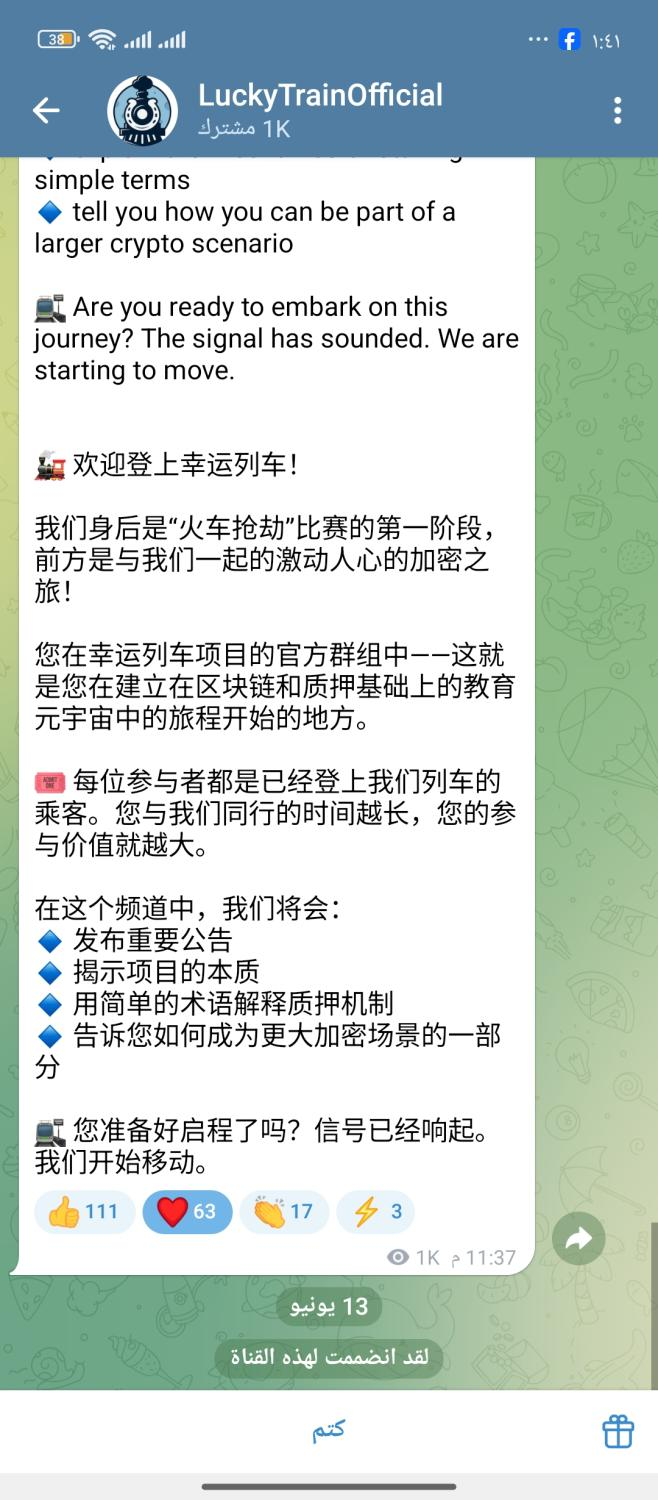 38
١:٤١
LuckyTrainOfficial
1K مشترك
simple terms
🔷 tell you how you can be part of a
larger crypto scenario
🚉 Are you ready to embark on this
journey? The signal has sounded. We are
starting to move.
🚂 欢迎登上幸运列车！
我们身后是“火车抢劫”比赛的第一阶段，
前方是与我们一起的激动人心的加密之
旅！
您在幸运列车项目的官方群组中——这就
是您在建立在区块链和质押基础上的教育
元宇宙中的旅程开始的地方。
🎟 每位参与者都是已经登上我们列车的
乘客。您与我们同行的时间越长，您的参
与价值就越大。
在这个频道中，我们将会：
🔷 发布重要公告
🔷 揭示项目的本质
🔷 用简单的术语解释质押机制
🔷 告诉您如何成为更大加密场景的一部
分
🚉 您准备好启程了吗？信号已经响起。
我们开始移动。
👍 111 ❤️ 63 👏 17 ⚡ 3
1K 11:37 م
13 يونيو
لقد انضممت لهذه القناة
كتم